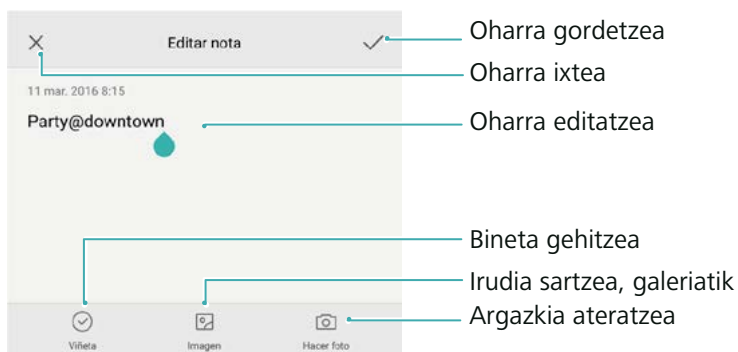 Editar nota
Oharra gordetzea
Oharra ixtea
11 mar. 2016 8:15
Party@downtown
Oharra editatzea
Bineta gehitzea
Irudia sartzea, galeriatik
Argazkia ateratzea
Viñeta
Imagen
Hacer foto